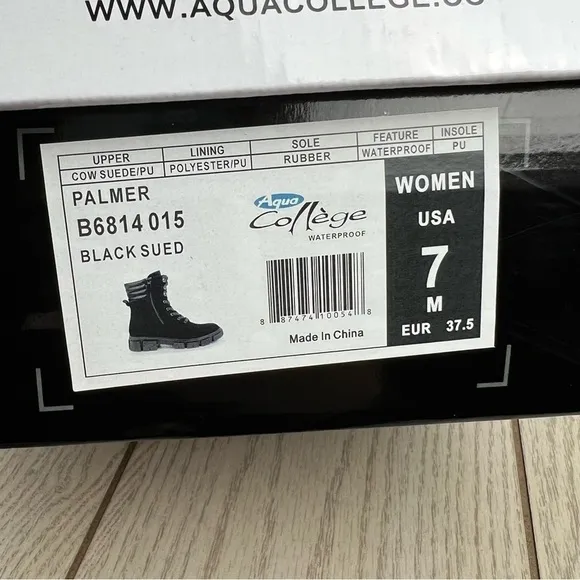 WWW.AQUACOLLEGE.CO
UPPER LINING SOLE FEATURE INSOLE
COW SUEDE/PU POLYESTER/PU RUBBER WATERPROOF PU
PALMER
B6814 015
BLACK SUED
Aqua
Collège
WATERPROOF
8 87474 10054 8
Made In China
WOMEN
USA
7
M
EUR 37.5